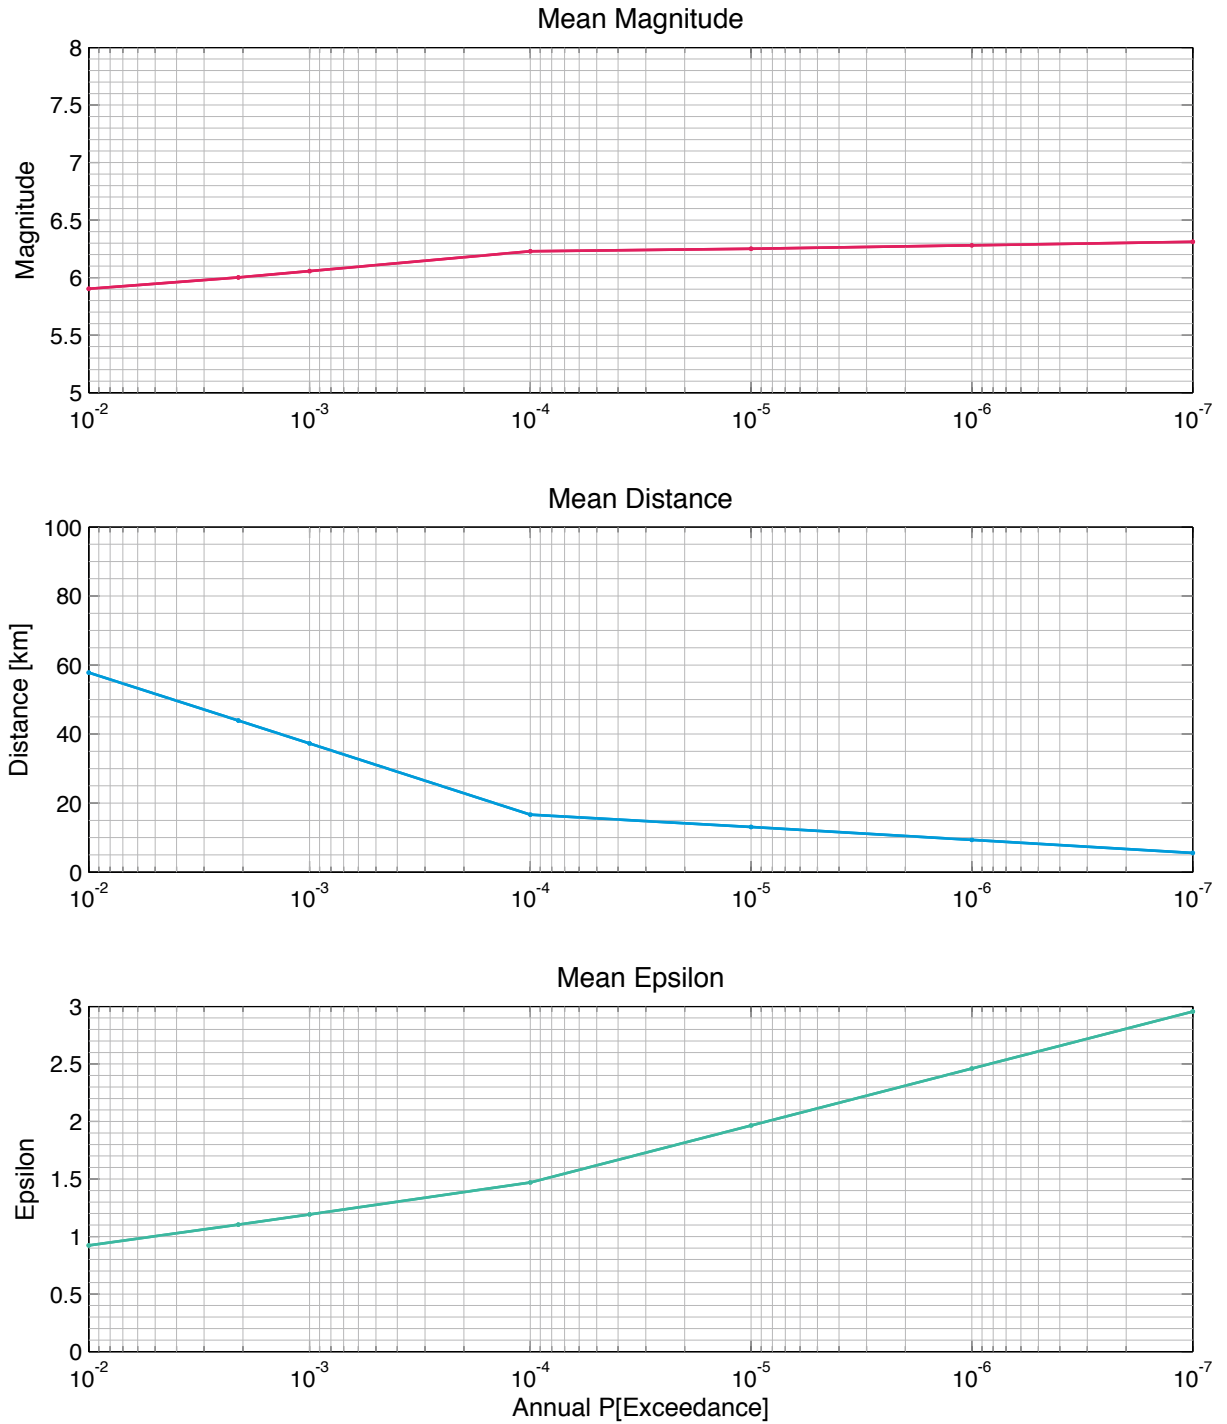 Mean Magnitude
8
7.5
7
6.5
6
5.5
5
Magnitude
10-2 10-3 10-4 10-5 10-6 10-7
Mean Distance
100
80
60
40
20
0
Distance [km]
10-2 10-3 10-4 10-5 10-6 10-7
Mean Epsilon
3
2.5
2
1.5
1
0.5
0
Epsilon
10-2 10-3 10-4 10-5 10-6 10-7
Annual P[Exceedance]